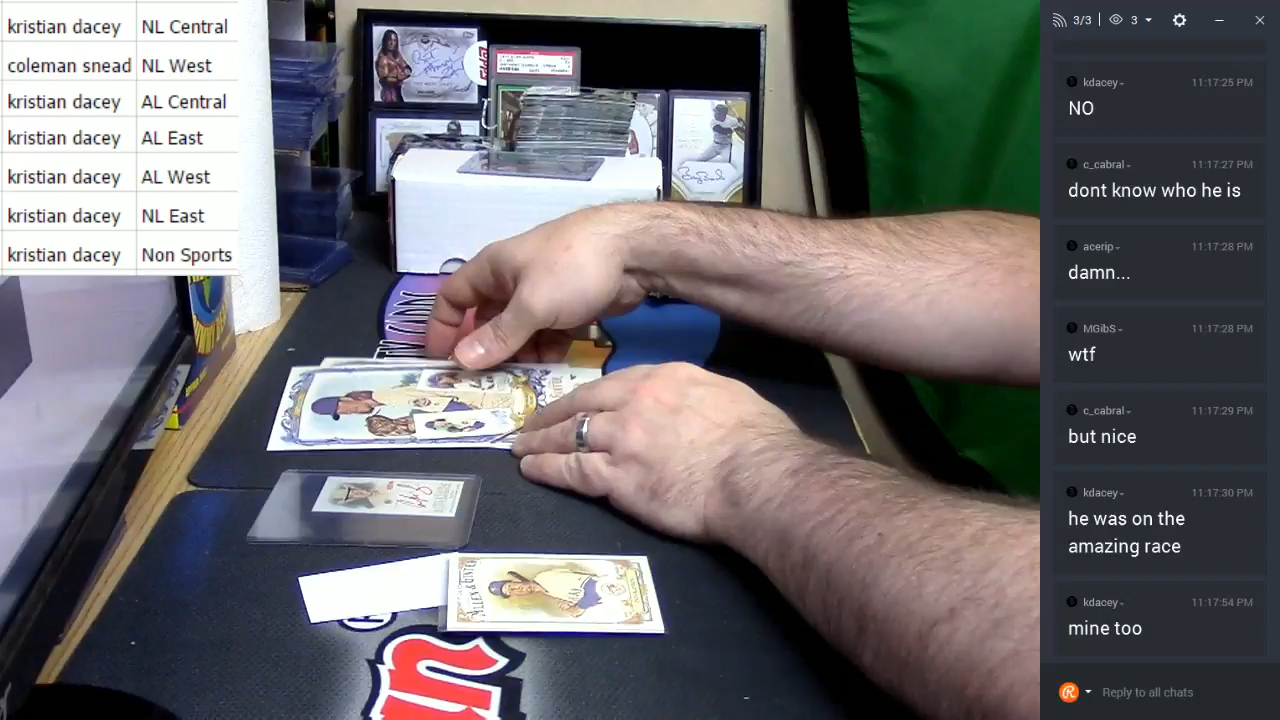 kristian dacey NL Central
coleman snead NL West
kristian dacey AL Central
kristian dacey AL East
kristian dacey AL West
kristian dacey NL East
kristian dacey Non Sports
3/3 3
kdacey 11:17:25 PM
NO
c_cabral 11:17:27 PM
dont know who he is
acerip 11:17:28 PM
damn...
MGibS 11:17:28 PM
wtf
c_cabral 11:17:29 PM
but nice
kdacey 11:17:30 PM
he was on the
amazing race
kdacey 11:17:54 PM
mine too
Reply to all chats